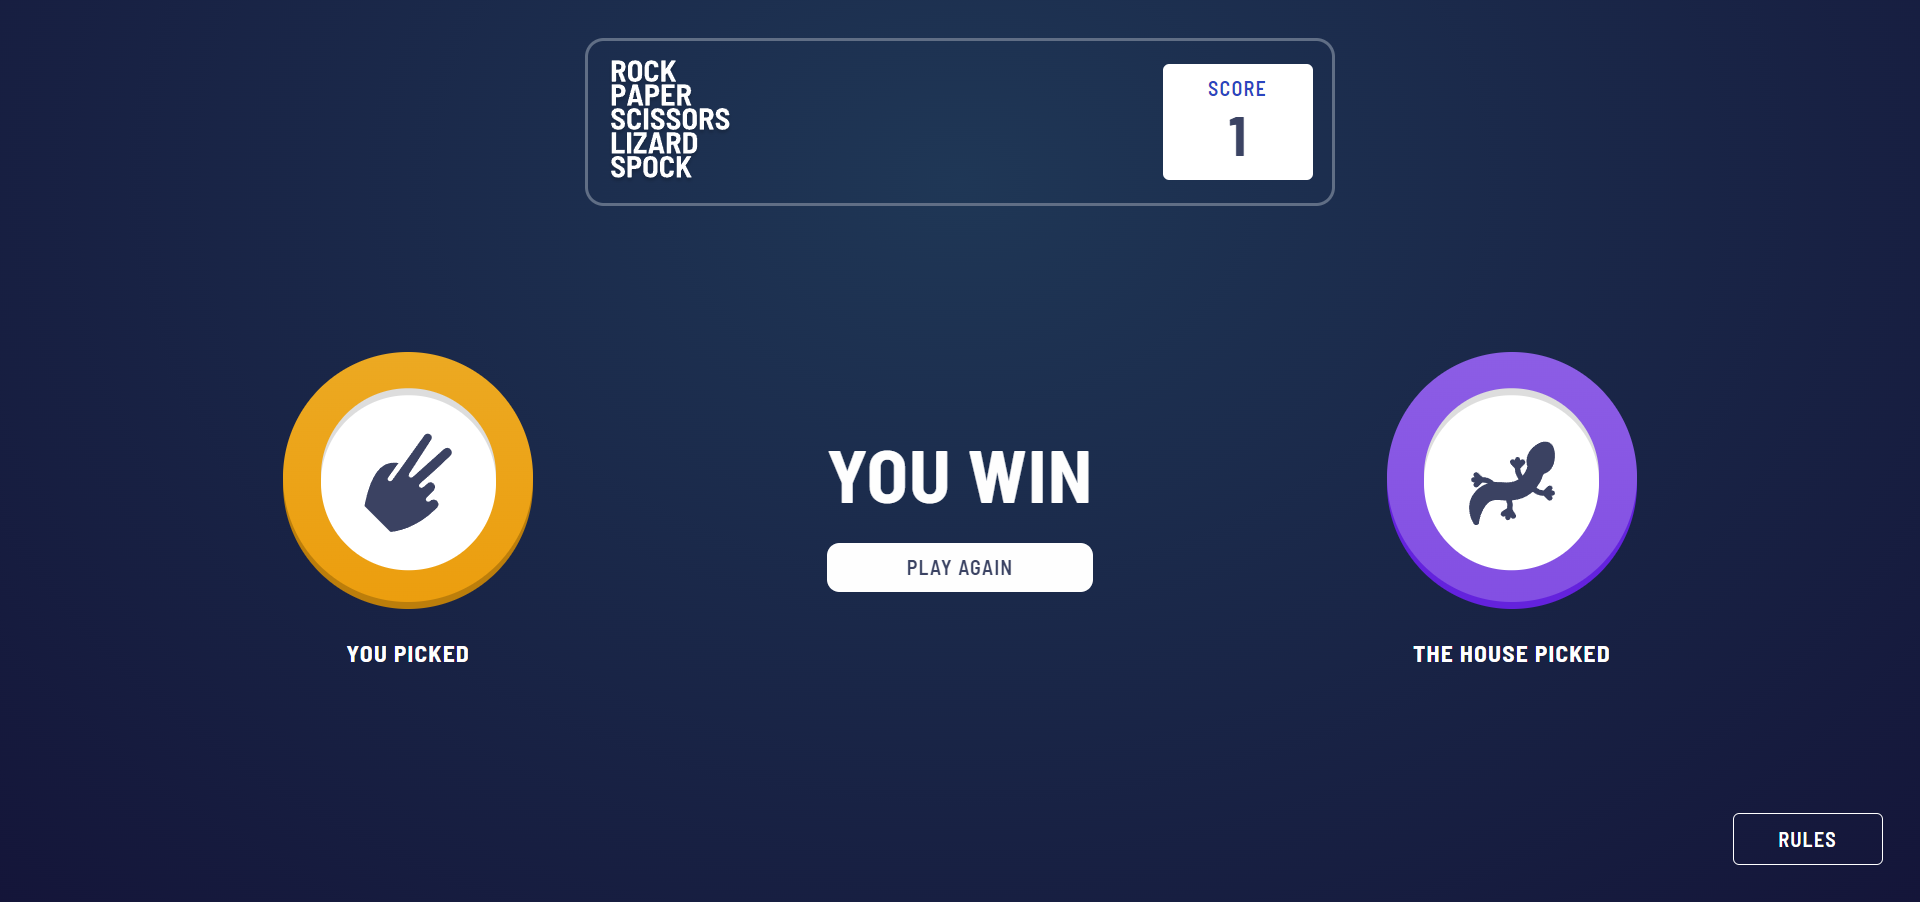 ROCK
PAPER
SCISSORS
LIZARD
SPOCK
SCORE
1
YOU WIN
PLAY AGAIN
YOU PICKED
THE HOUSE PICKED
RULES